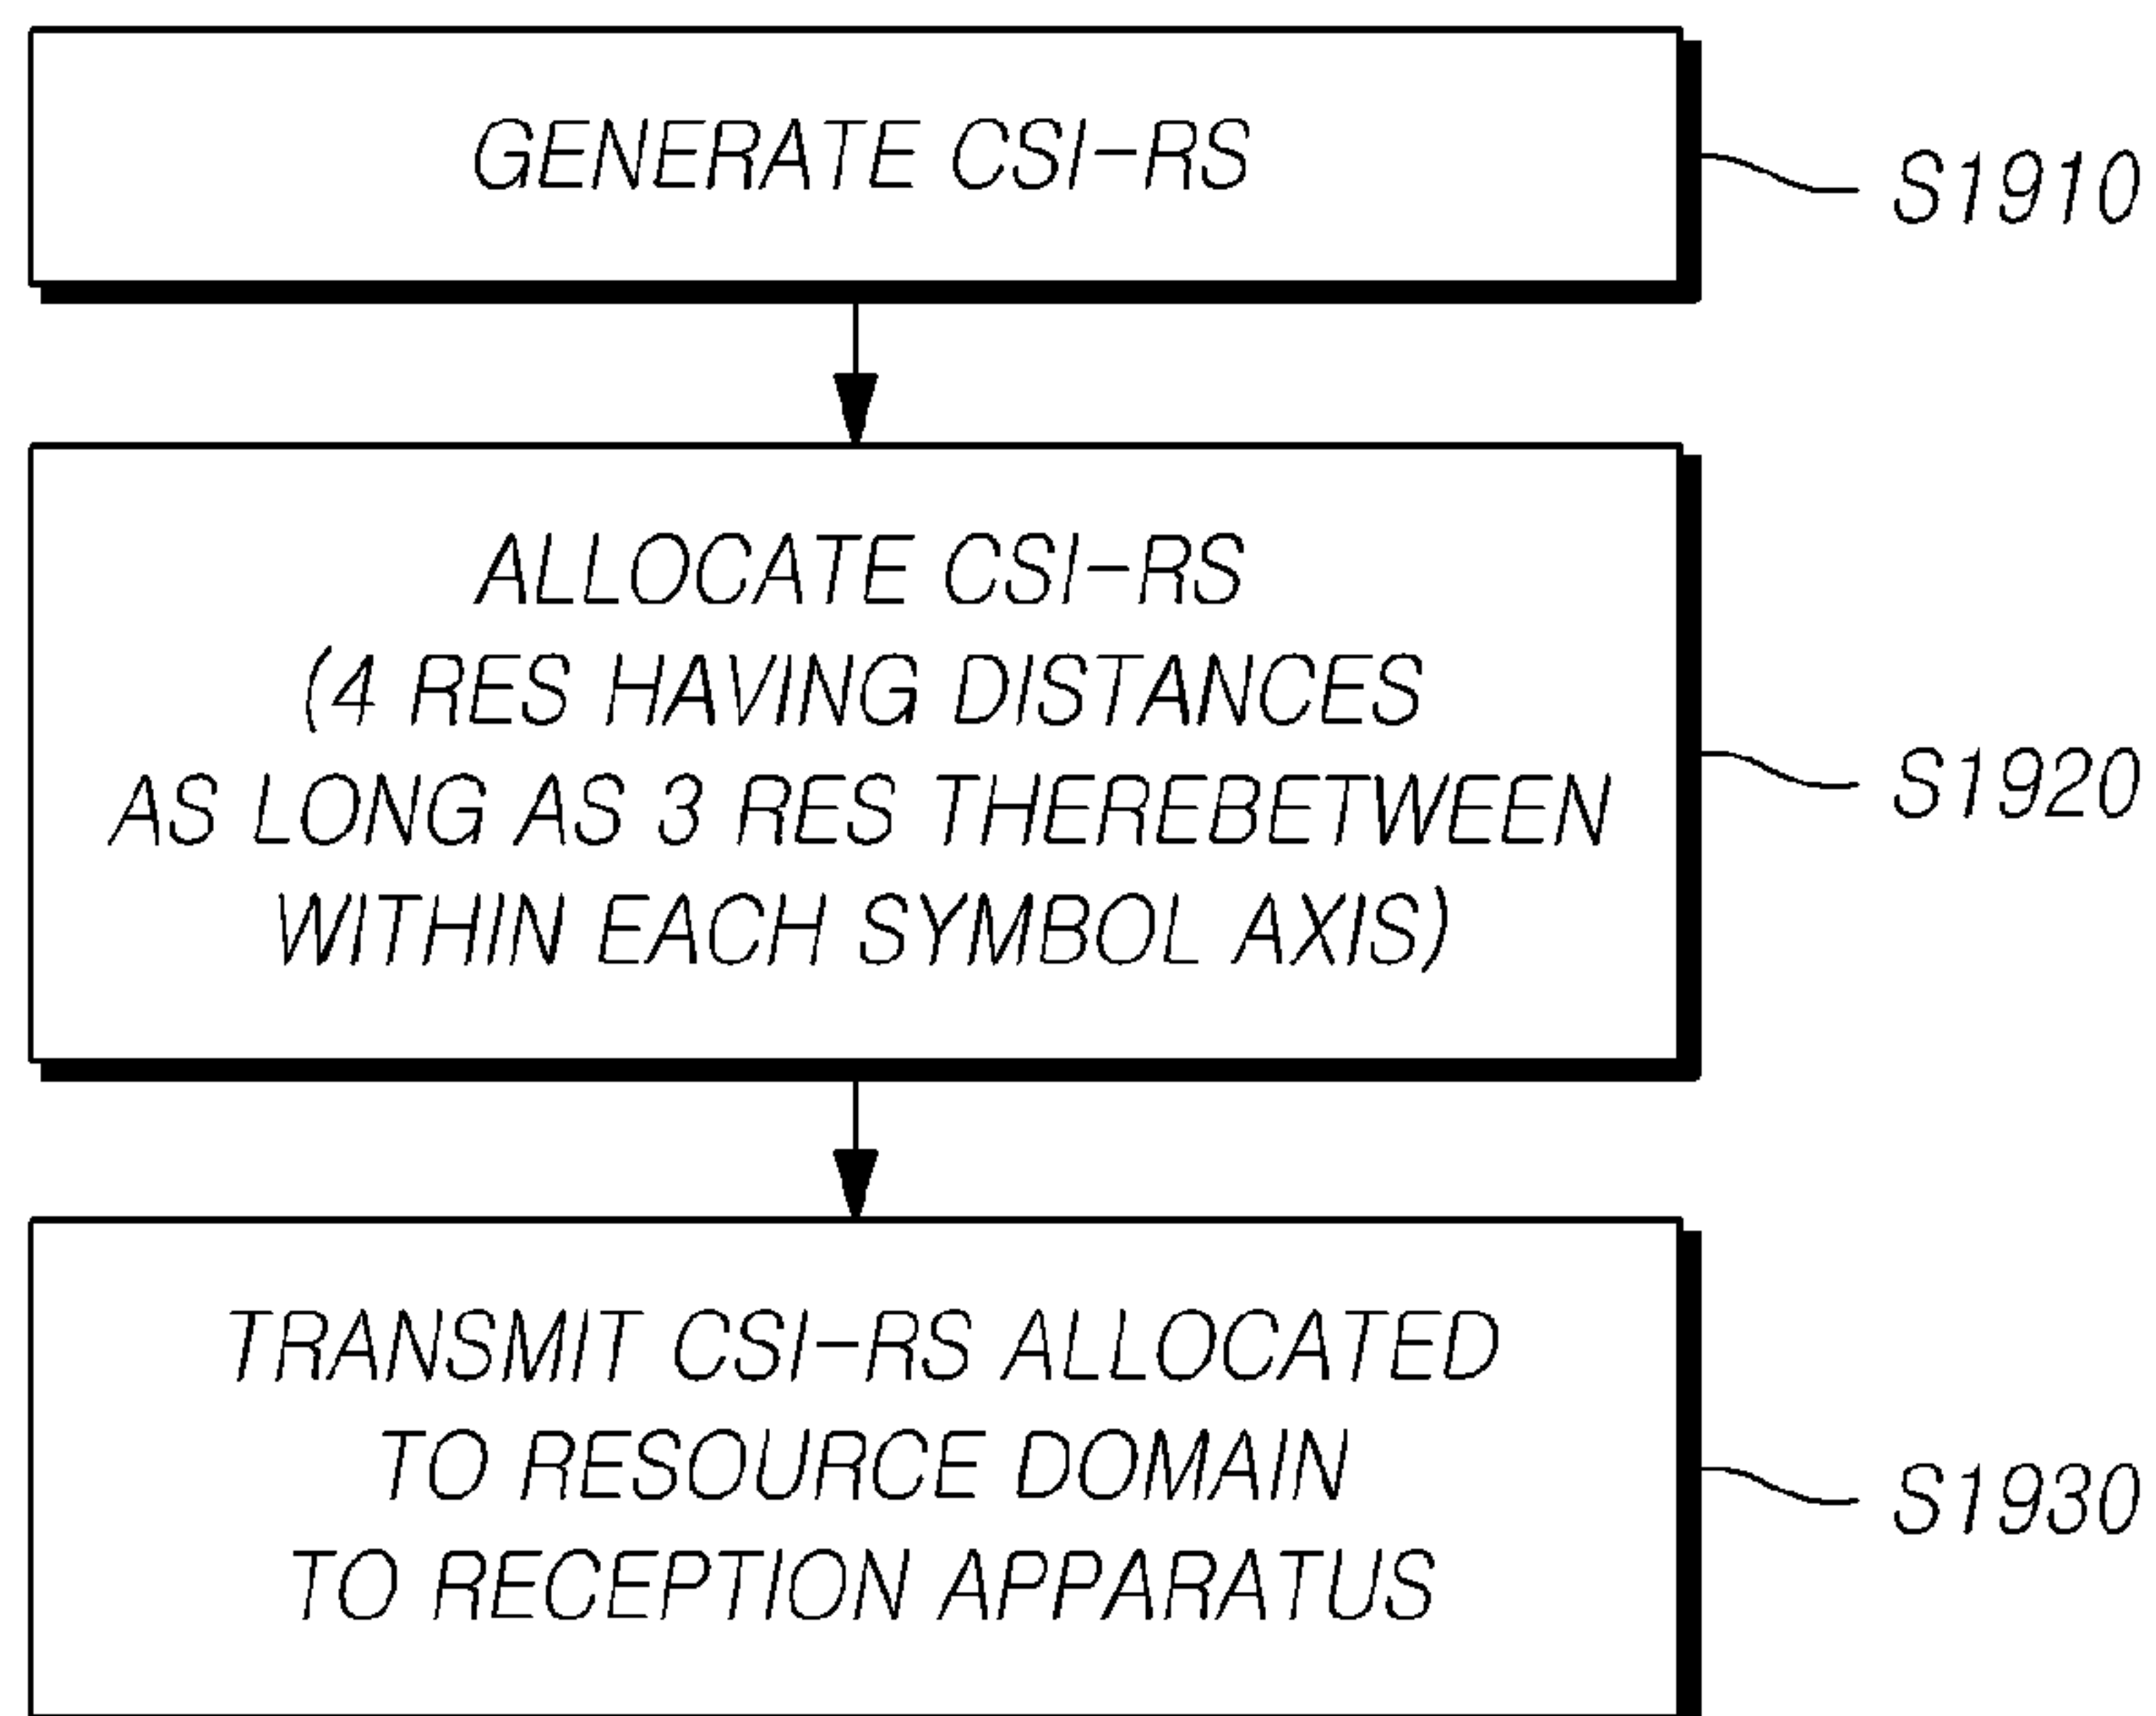 GENERATE CSI-RS
S1910
ALLOCATE CSI-RS
(4 RES HAVING DISTANCES
AS LONG AS 3 RES THEREBETWEEN
WITHIN EACH SYMBOL AXIS)
S1920
TRANSMIT CSI-RS ALLOCATED
TO RESOURCE DOMAIN
TO RECEPTION APPARATUS
S1930